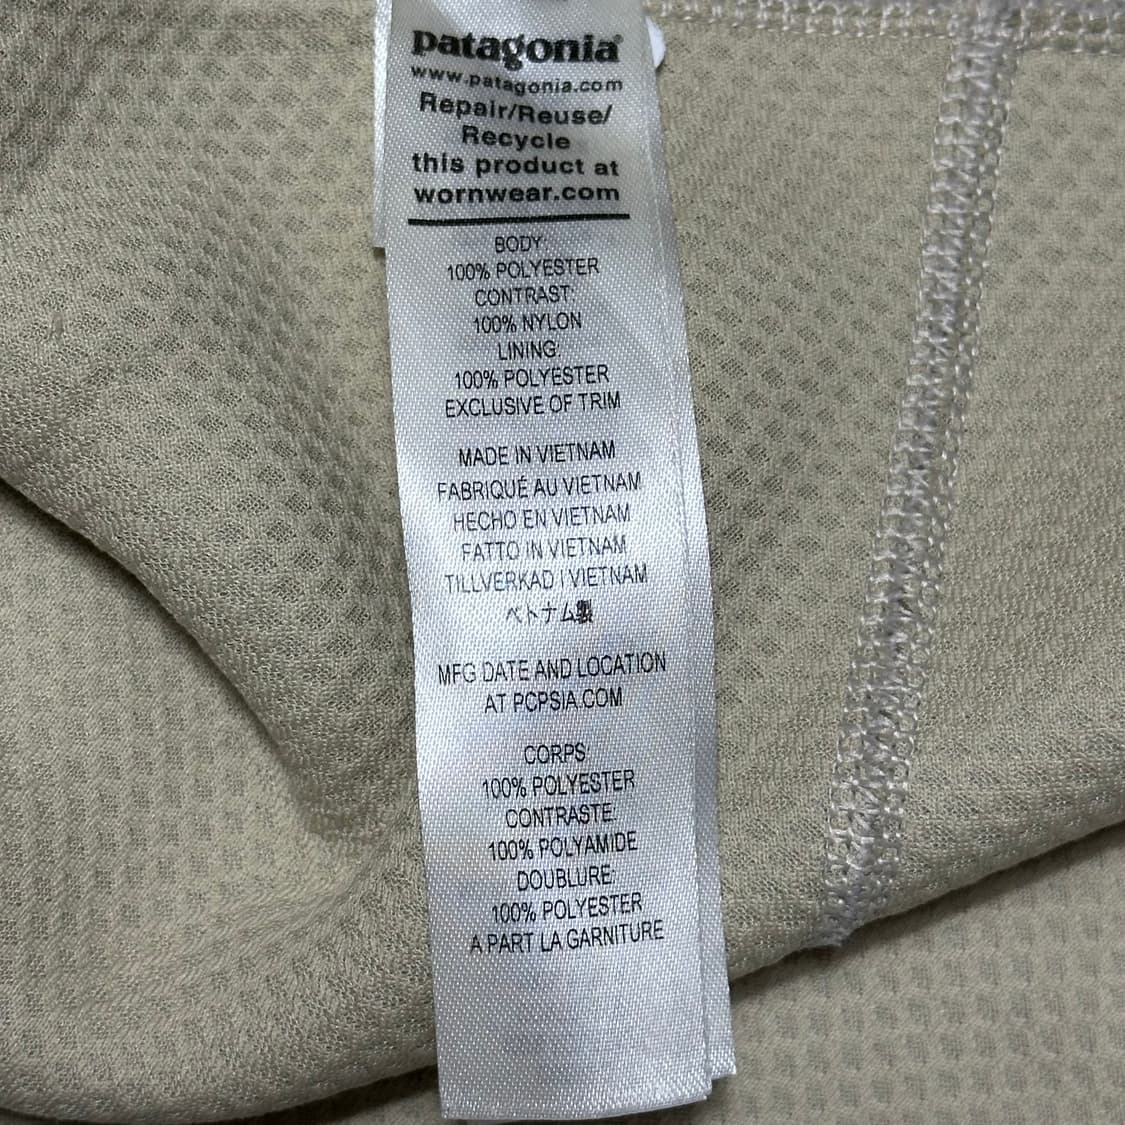 patagonia®
www.patagonia.com
Repair/Reuse/
Recycle
this product at
wornwear.com
BODY:
100% POLYESTER
CONTRAST:
100% NYLON
LINING:
100% POLYESTER
EXCLUSIVE OF TRIM
MADE IN VIETNAM
FABRIQUÉ AU VIETNAM
HECHO EN VIETNAM
FATTO IN VIETNAM
TILLVERKAD I VIETNAM
ベトナム製
MFG DATE AND LOCATION
AT PCPSIA.COM
CORPS:
100% POLYESTER
CONTRASTE:
100% POLYAMIDE
DOUBLURE:
100% POLYESTER
A PART LA GARNITURE